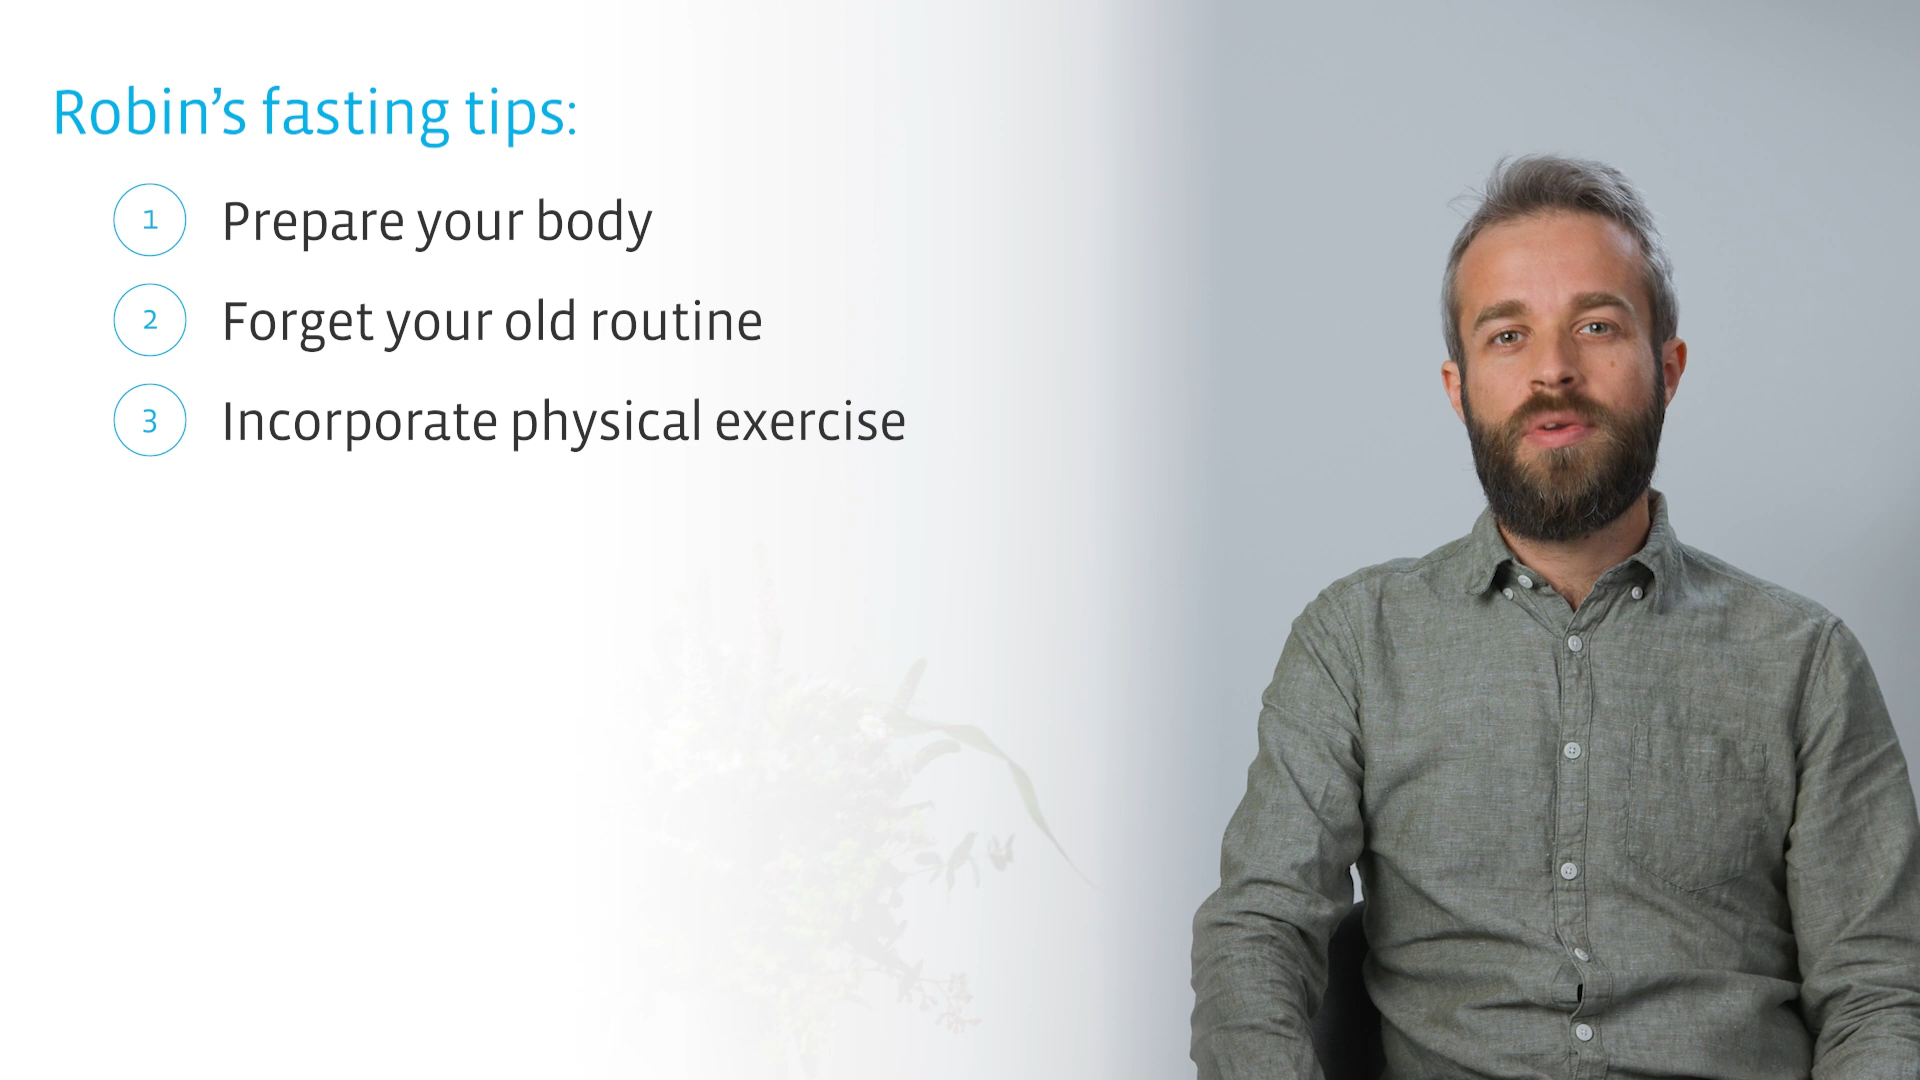 Robin’s fasting tips:
1 Prepare your body
2 Forget your old routine
3 Incorporate physical exercise